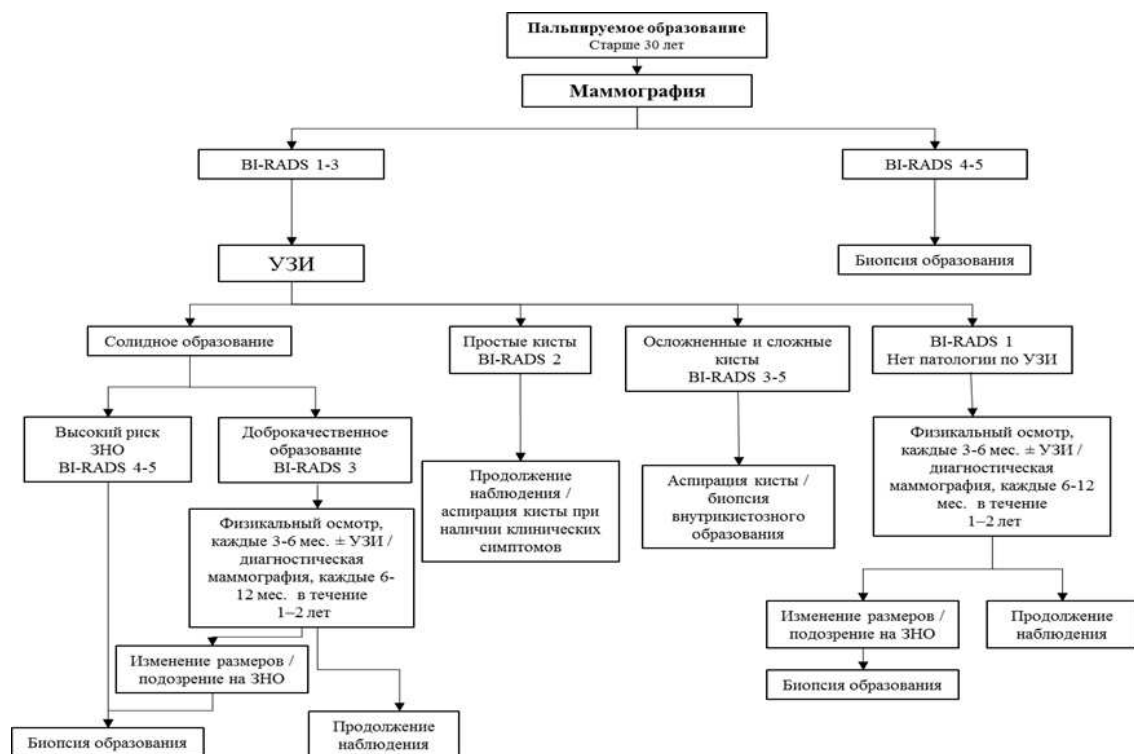 Пальпируемое образование
Старше 30 лет
Маммография
BI-RADS 1-3
BI-RADS 4-5
УЗИ
Биопсия образования
Солидное образование
Простые кисты
BI-RADS 2
Осложненные и сложные
кисты
BI-RADS 3-5
BI-RADS 1
Нет патологии по УЗИ
Высокий риск
ЗНО
BI-RADS 4-5
Доброкачественное
образование
BI-RADS 3
Продолжение
наблюдения /
аспирация кисты при
наличии клинических
симптомов
Аспирация кисты /
биопсия
внутрикистозного
образования
Физикальный осмотр,
каждые 3-6 мес. ± УЗИ /
диагностическая
маммография, каждые 6-12
мес. в течение
1–2 лет
Физикальный осмотр,
каждые 3-6 мес. ± УЗИ /
диагностическая
маммография, каждые 6-
12 мес. в течение
1–2 лет
Изменение размеров /
подозрение на ЗНО
Продолжение
наблюдения
Изменение размеров /
подозрение на ЗНО
Биопсия образования
Биопсия образования
Продолжение
наблюдения